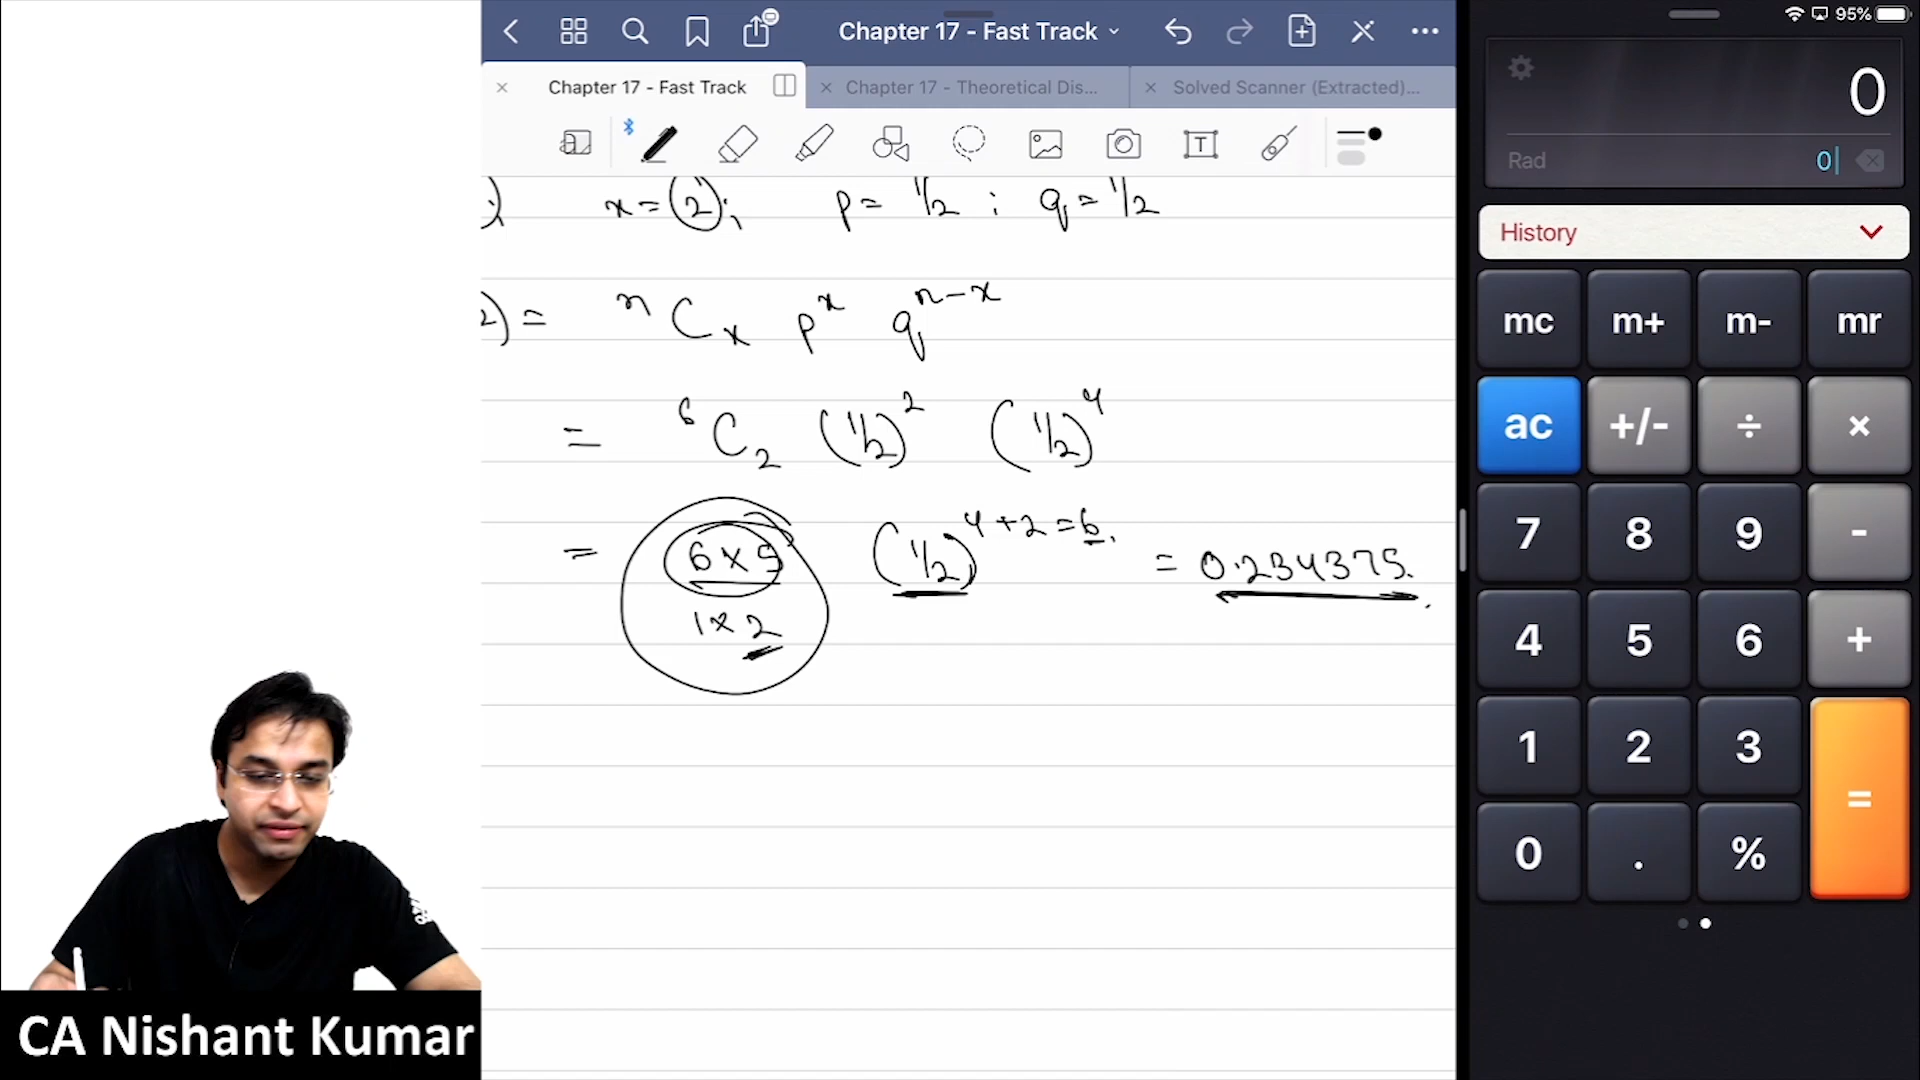 Chapter 17 - Fast Track
95%
Chapter 17 - Fast Track
Chapter 17 - Theoretical Dis...
Solved Scanner (Extracted)...
T
0
Rad
0
History
mc m+ m- mr
ac +/- ÷ ×
7 8 9 -
4 5 6 +
1 2 3 =
0 . %
) x = 2; p = 1/2 ; q = 1/2
2) = ⁿCₓ pˣ qⁿ⁻ˣ
= ⁶C₂ (1/2)² (1/2)⁴
= 6 × 5 (1/2)⁴⁺²⁼⁶. = 0.234375.
1 × 2
CA Nishant Kumar